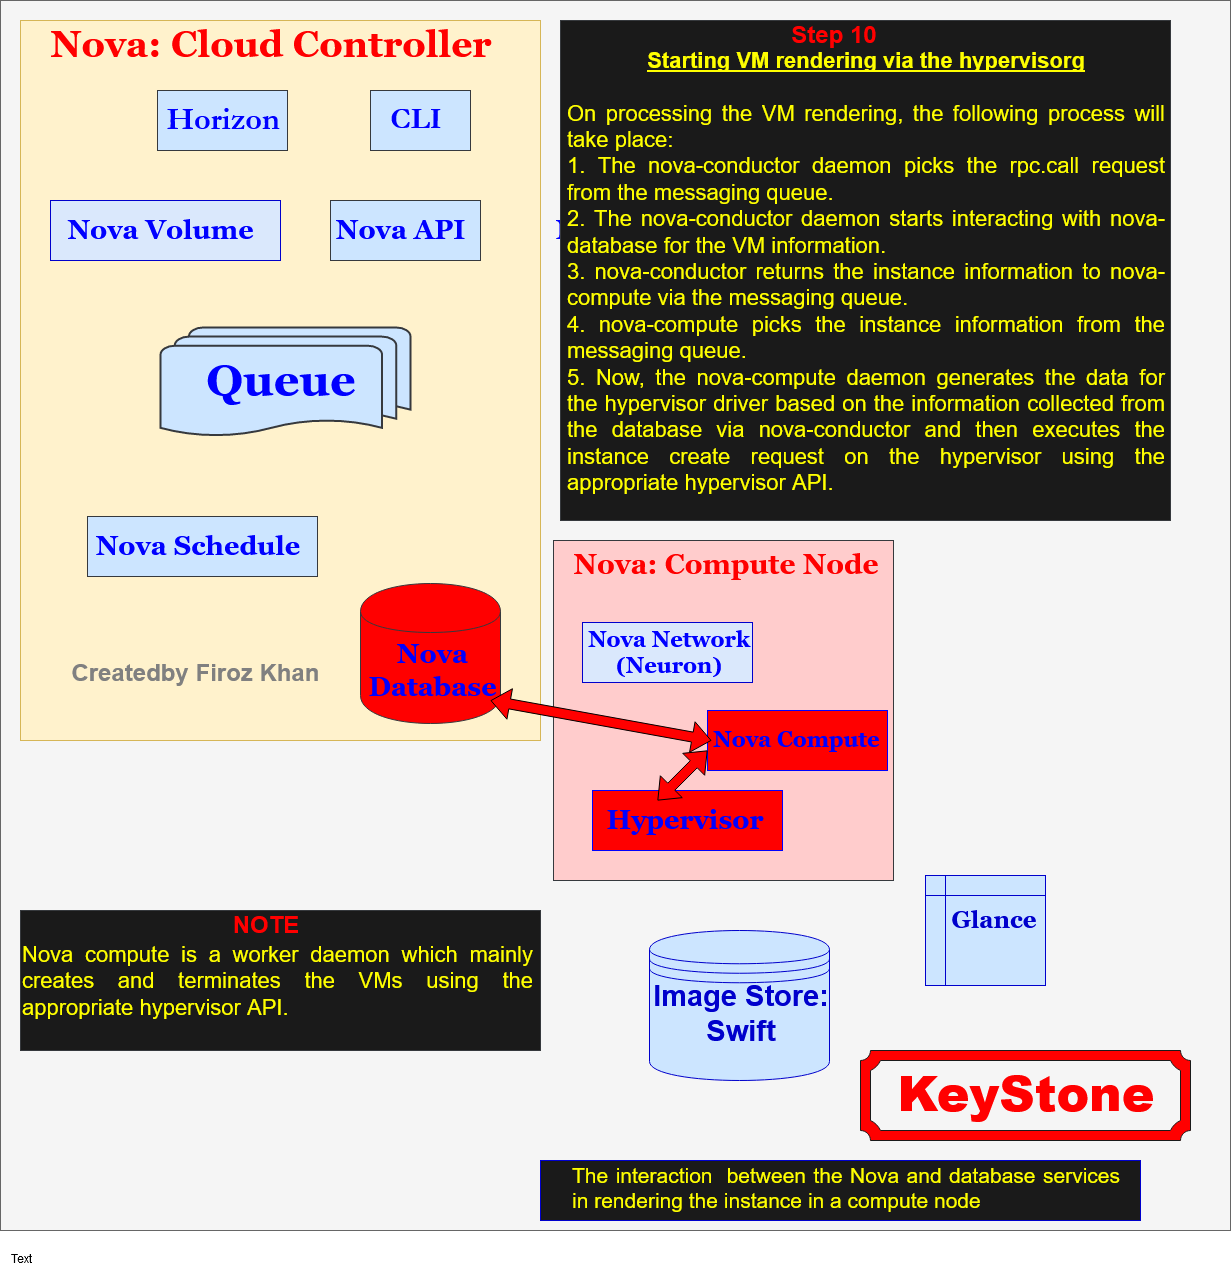 Nova: Cloud Controller
Horizon
CLI
Nova Volume
Nova API
Queue
Nova Schedule
Createdby Firoz Khan
Nova
Database
Step 10
Starting VM rendering via the hypervisorg
On processing the VM rendering, the following process will
take place:
1. The nova-conductor daemon picks the rpc.call request
from the messaging queue.
2. The nova-conductor daemon starts interacting with nova-
database for the VM information.
3. nova-conductor returns the instance information to nova-
compute via the messaging queue.
4. nova-compute picks the instance information from the
messaging queue.
5. Now, the nova-compute daemon generates the data for
the hypervisor driver based on the information collected from
the database via nova-conductor and then executes the
instance create request on the hypervisor using the
appropriate hypervisor API.
Nova: Compute Node
Nova Network
(Neuron)
Nova Compute
Hypervisor
NOTE
Nova compute is a worker daemon which mainly
creates and terminates the VMs using the
appropriate hypervisor API.
Glance
Image Store:
Swift
KeyStone
The interaction between the Nova and database services
in rendering the instance in a compute node
Text